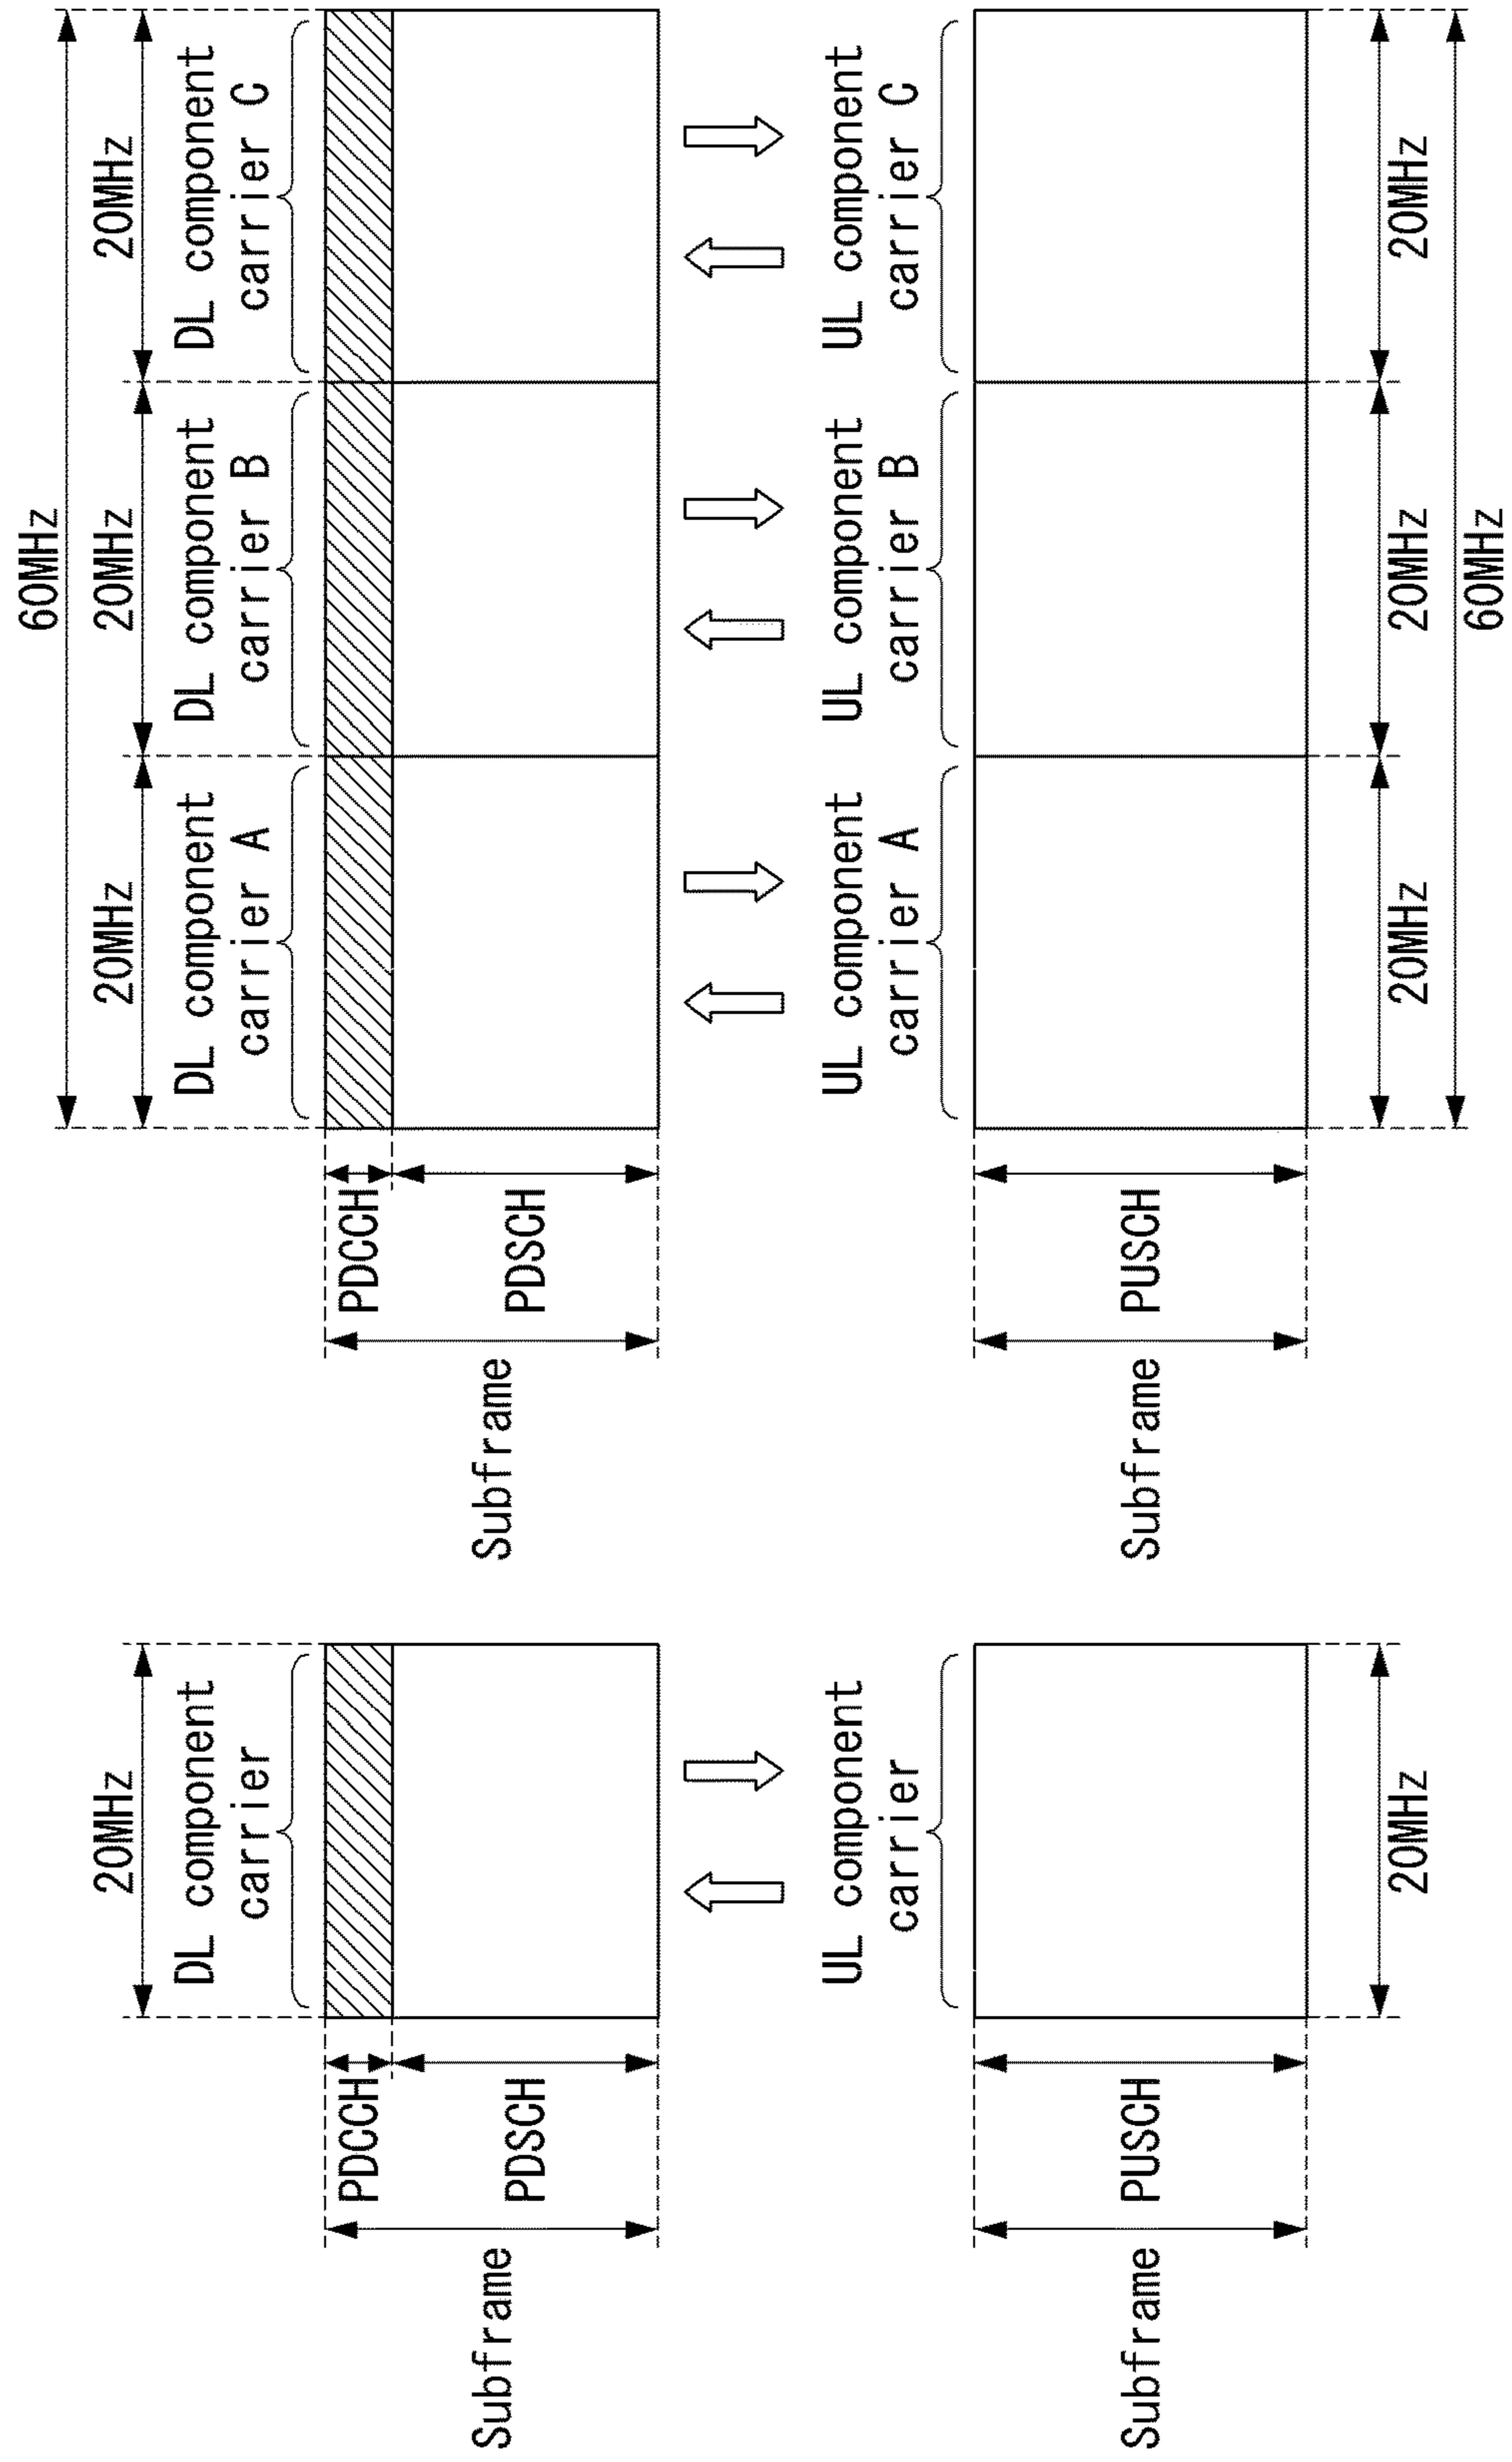 20MHz
DL component
carrier
PDCCH
PDSCH
Subframe
UL component
carrier
PUSCH
Subframe
20MHz
60MHz
20MHz
20MHz
20MHz
DL component
carrier A
DL component
carrier B
DL component
carrier C
PDCCH
PDSCH
Subframe
UL component
carrier A
UL component
carrier B
UL component
carrier C
PUSCH
Subframe
20MHz
20MHz
20MHz
60MHz